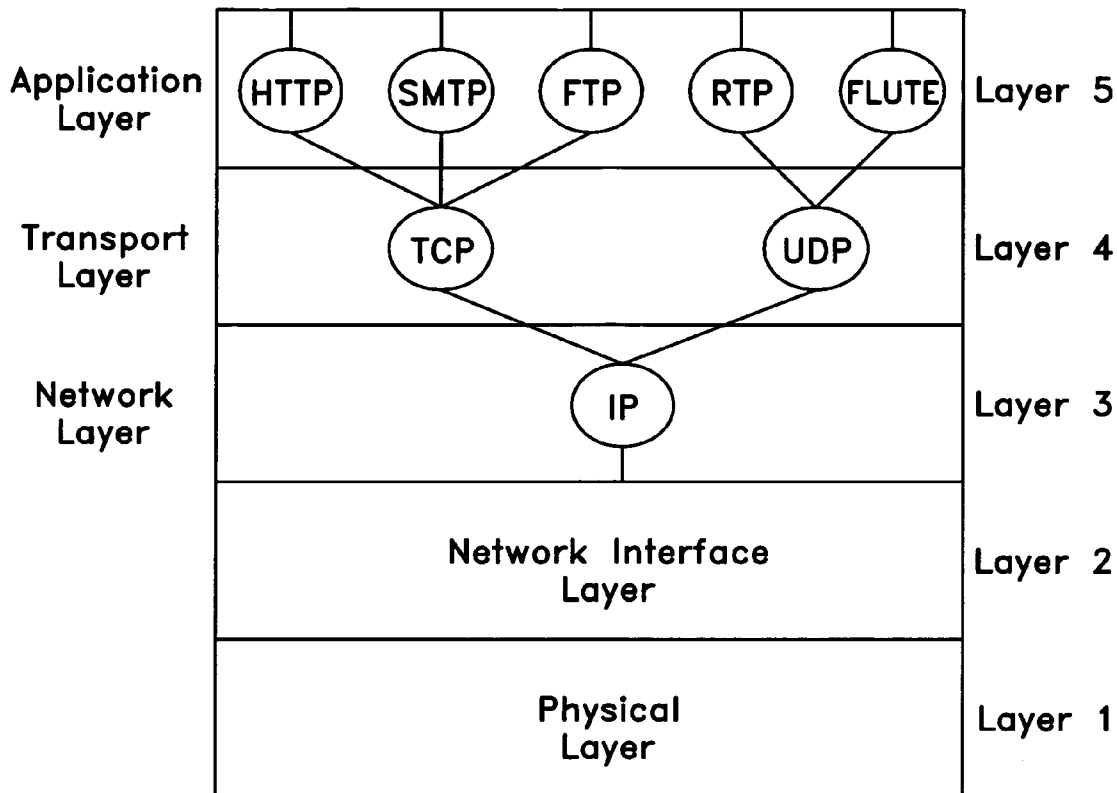 Application
Layer
HTTP
SMTP
FTP
RTP
FLUTE
Layer 5
Transport
Layer
TCP
UDP
Layer 4
Network
Layer
IP
Layer 3
Network Interface
Layer
Layer 2
Physical
Layer
Layer 1